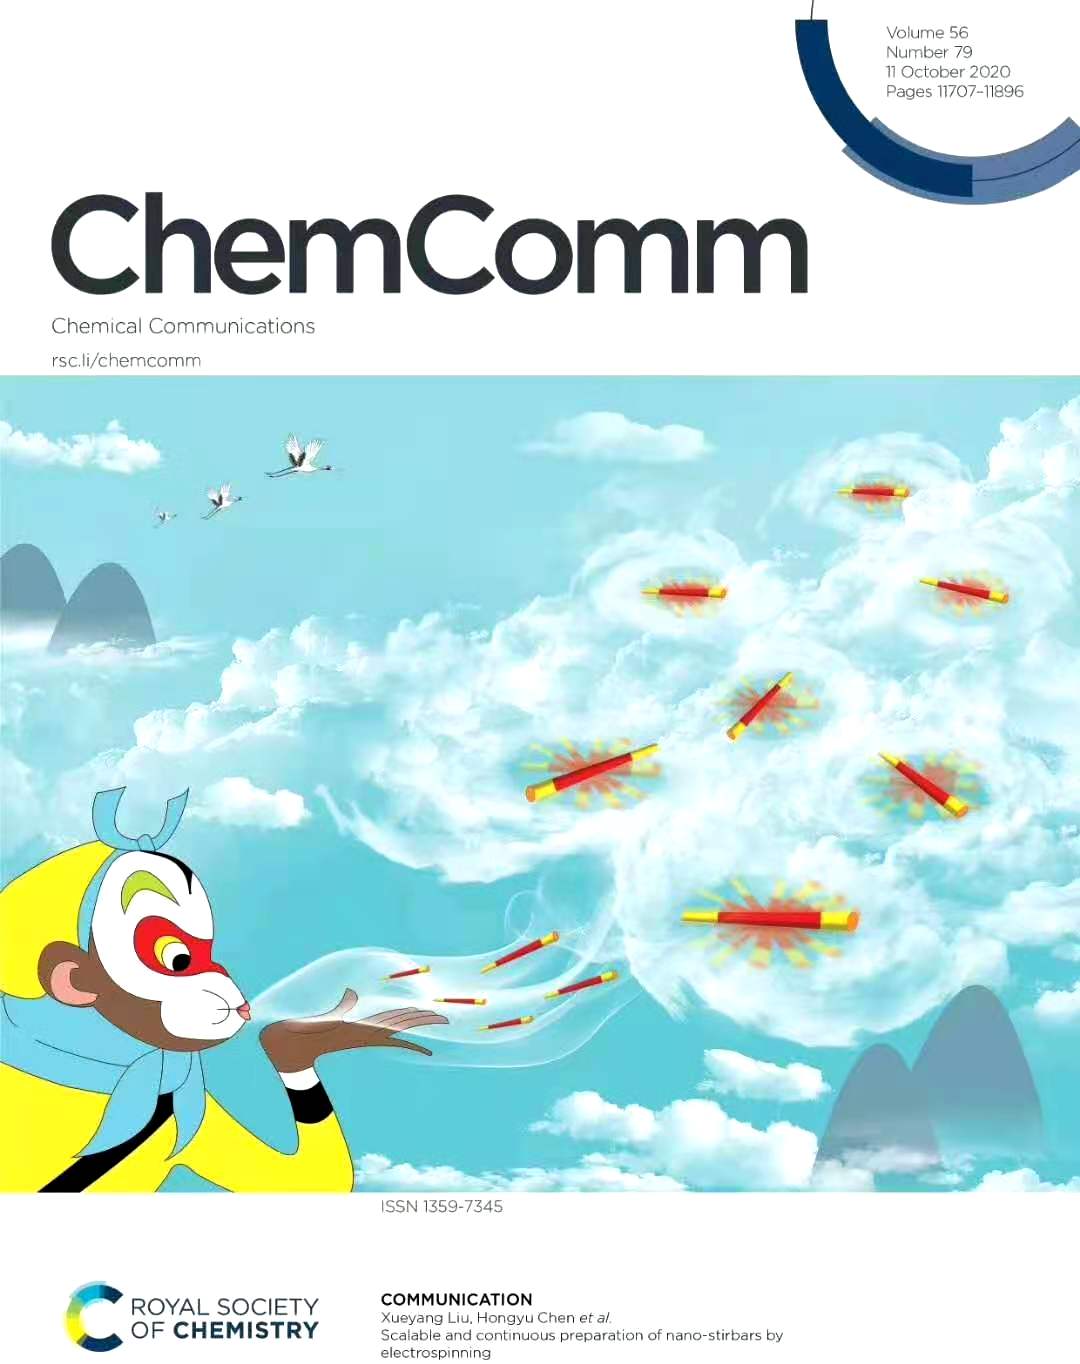 Volume 56
Number 79
11 October 2020
Pages 11707–11896
ChemComm
Chemical Communications
rsc.li/chemcomm
ISSN 1359-7345
ROYAL SOCIETY
OF CHEMISTRY
COMMUNICATION
Xueyang Liu, Hongyu Chen et al.
Scalable and continuous preparation of nano-stirbars by
electrospinning